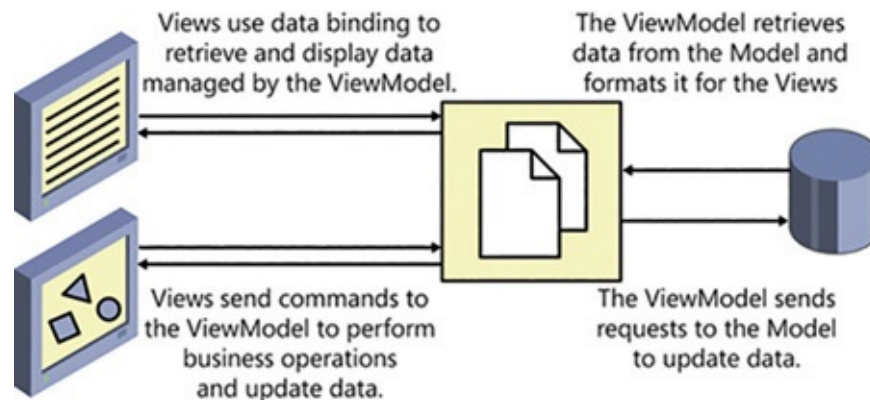 Views use data binding to
retrieve and display data
managed by the ViewModel.
The ViewModel retrieves
data from the Model and
formats it for the Views
Views send commands to
the ViewModel to perform
business operations
and update data.
The ViewModel sends
requests to the Model
to update data.